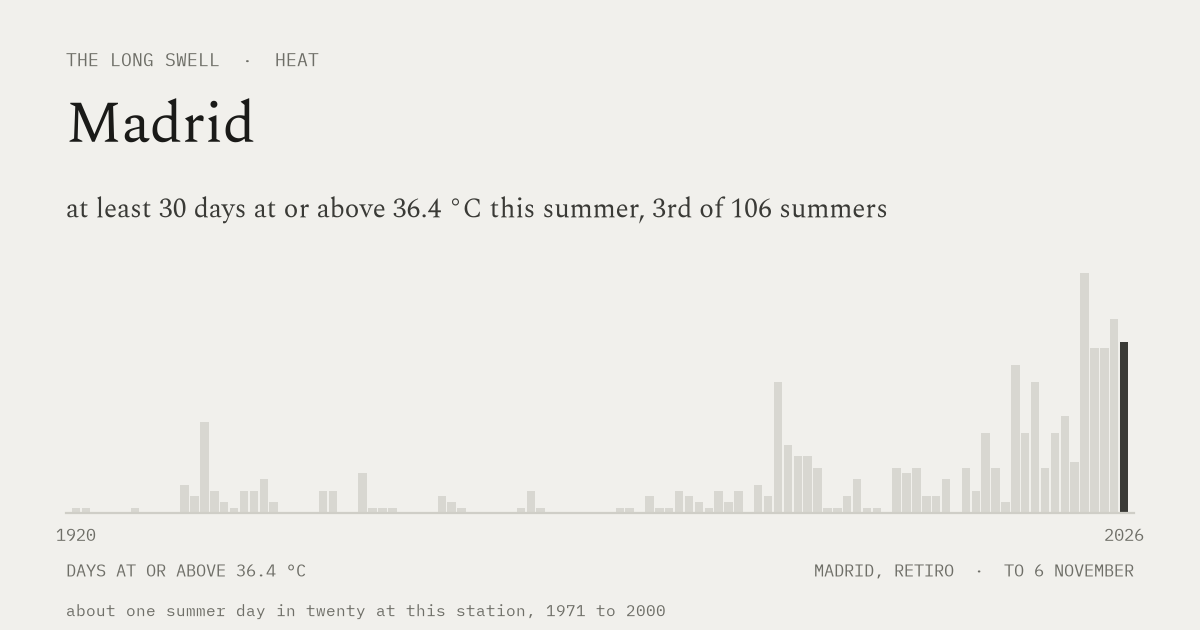 THE LONG SWELL · HEAT
Madrid
at least 30 days at or above 36.4 °C this summer, 3rd of 106 summers
1920 2026
DAYS AT OR ABOVE 36.4 °C MADRID, RETIRO · TO 6 NOVEMBER
about one summer day in twenty at this station, 1971 to 2000